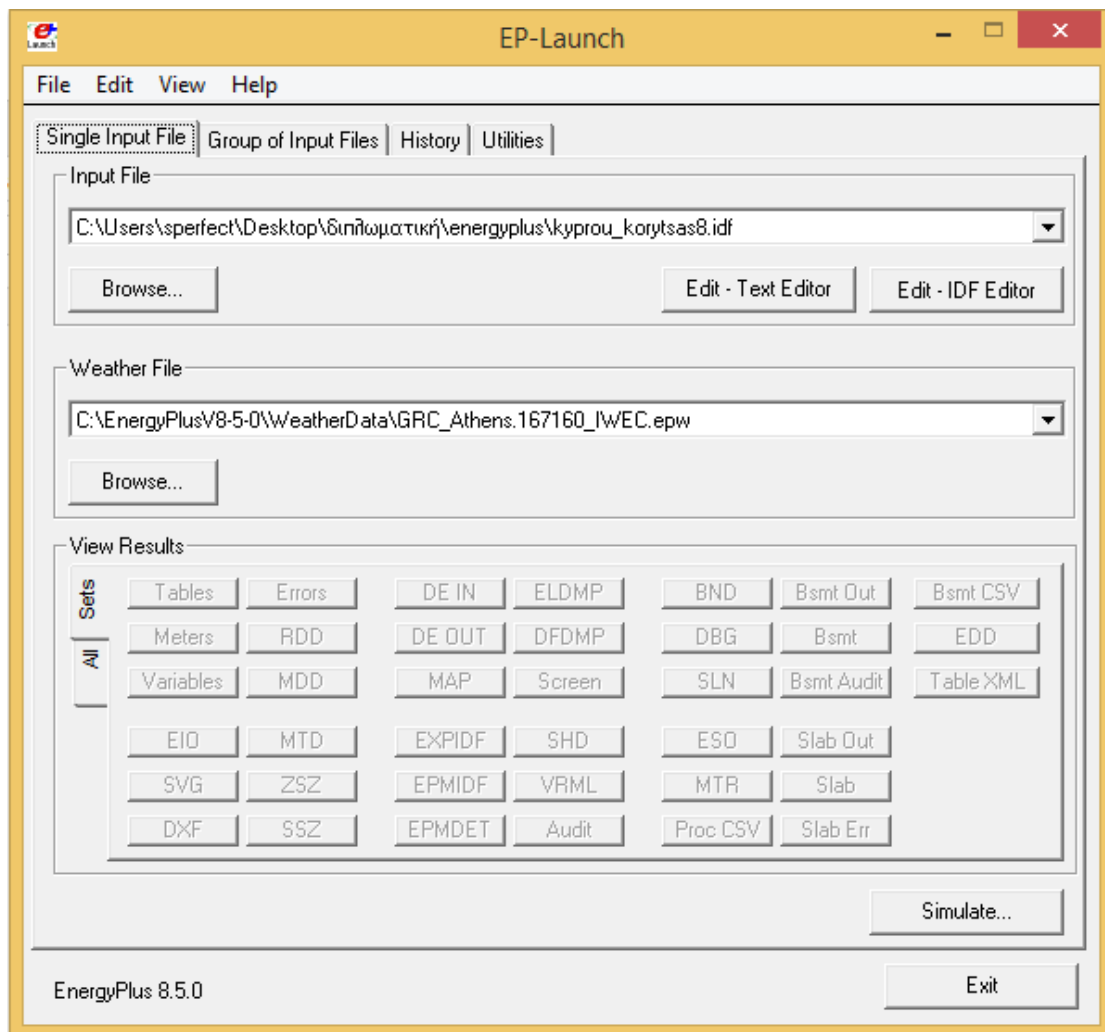 EP-Launch
File Edit View Help
Single Input File Group of Input Files History Utilities
Input File
C:\Users\sperfect\Desktop\διπλωματική\energyplus\kyprou_korytsas8.idf
Browse... Edit - Text Editor Edit - IDF Editor
Weather File
C:\EnergyPlusV8-5-0\WeatherData\GRC_Athens.167160_IWEC.epw
Browse...
View Results
Sets
All
Tables Errors DE IN ELDMP BND Bsmt Out Bsmt CSV
Meters RDD DE OUT DFDMP DBG Bsmt EDD
Variables MDD MAP Screen SLN Bsmt Audit Table XML
EIO MTD EXPIDF SHD ESO Slab Out
SVG ZSZ EPMIDF VRML MTR Slab
DXF SSZ EPMDET Audit Proc CSV Slab Err
Simulate...
EnergyPlus 8.5.0 Exit